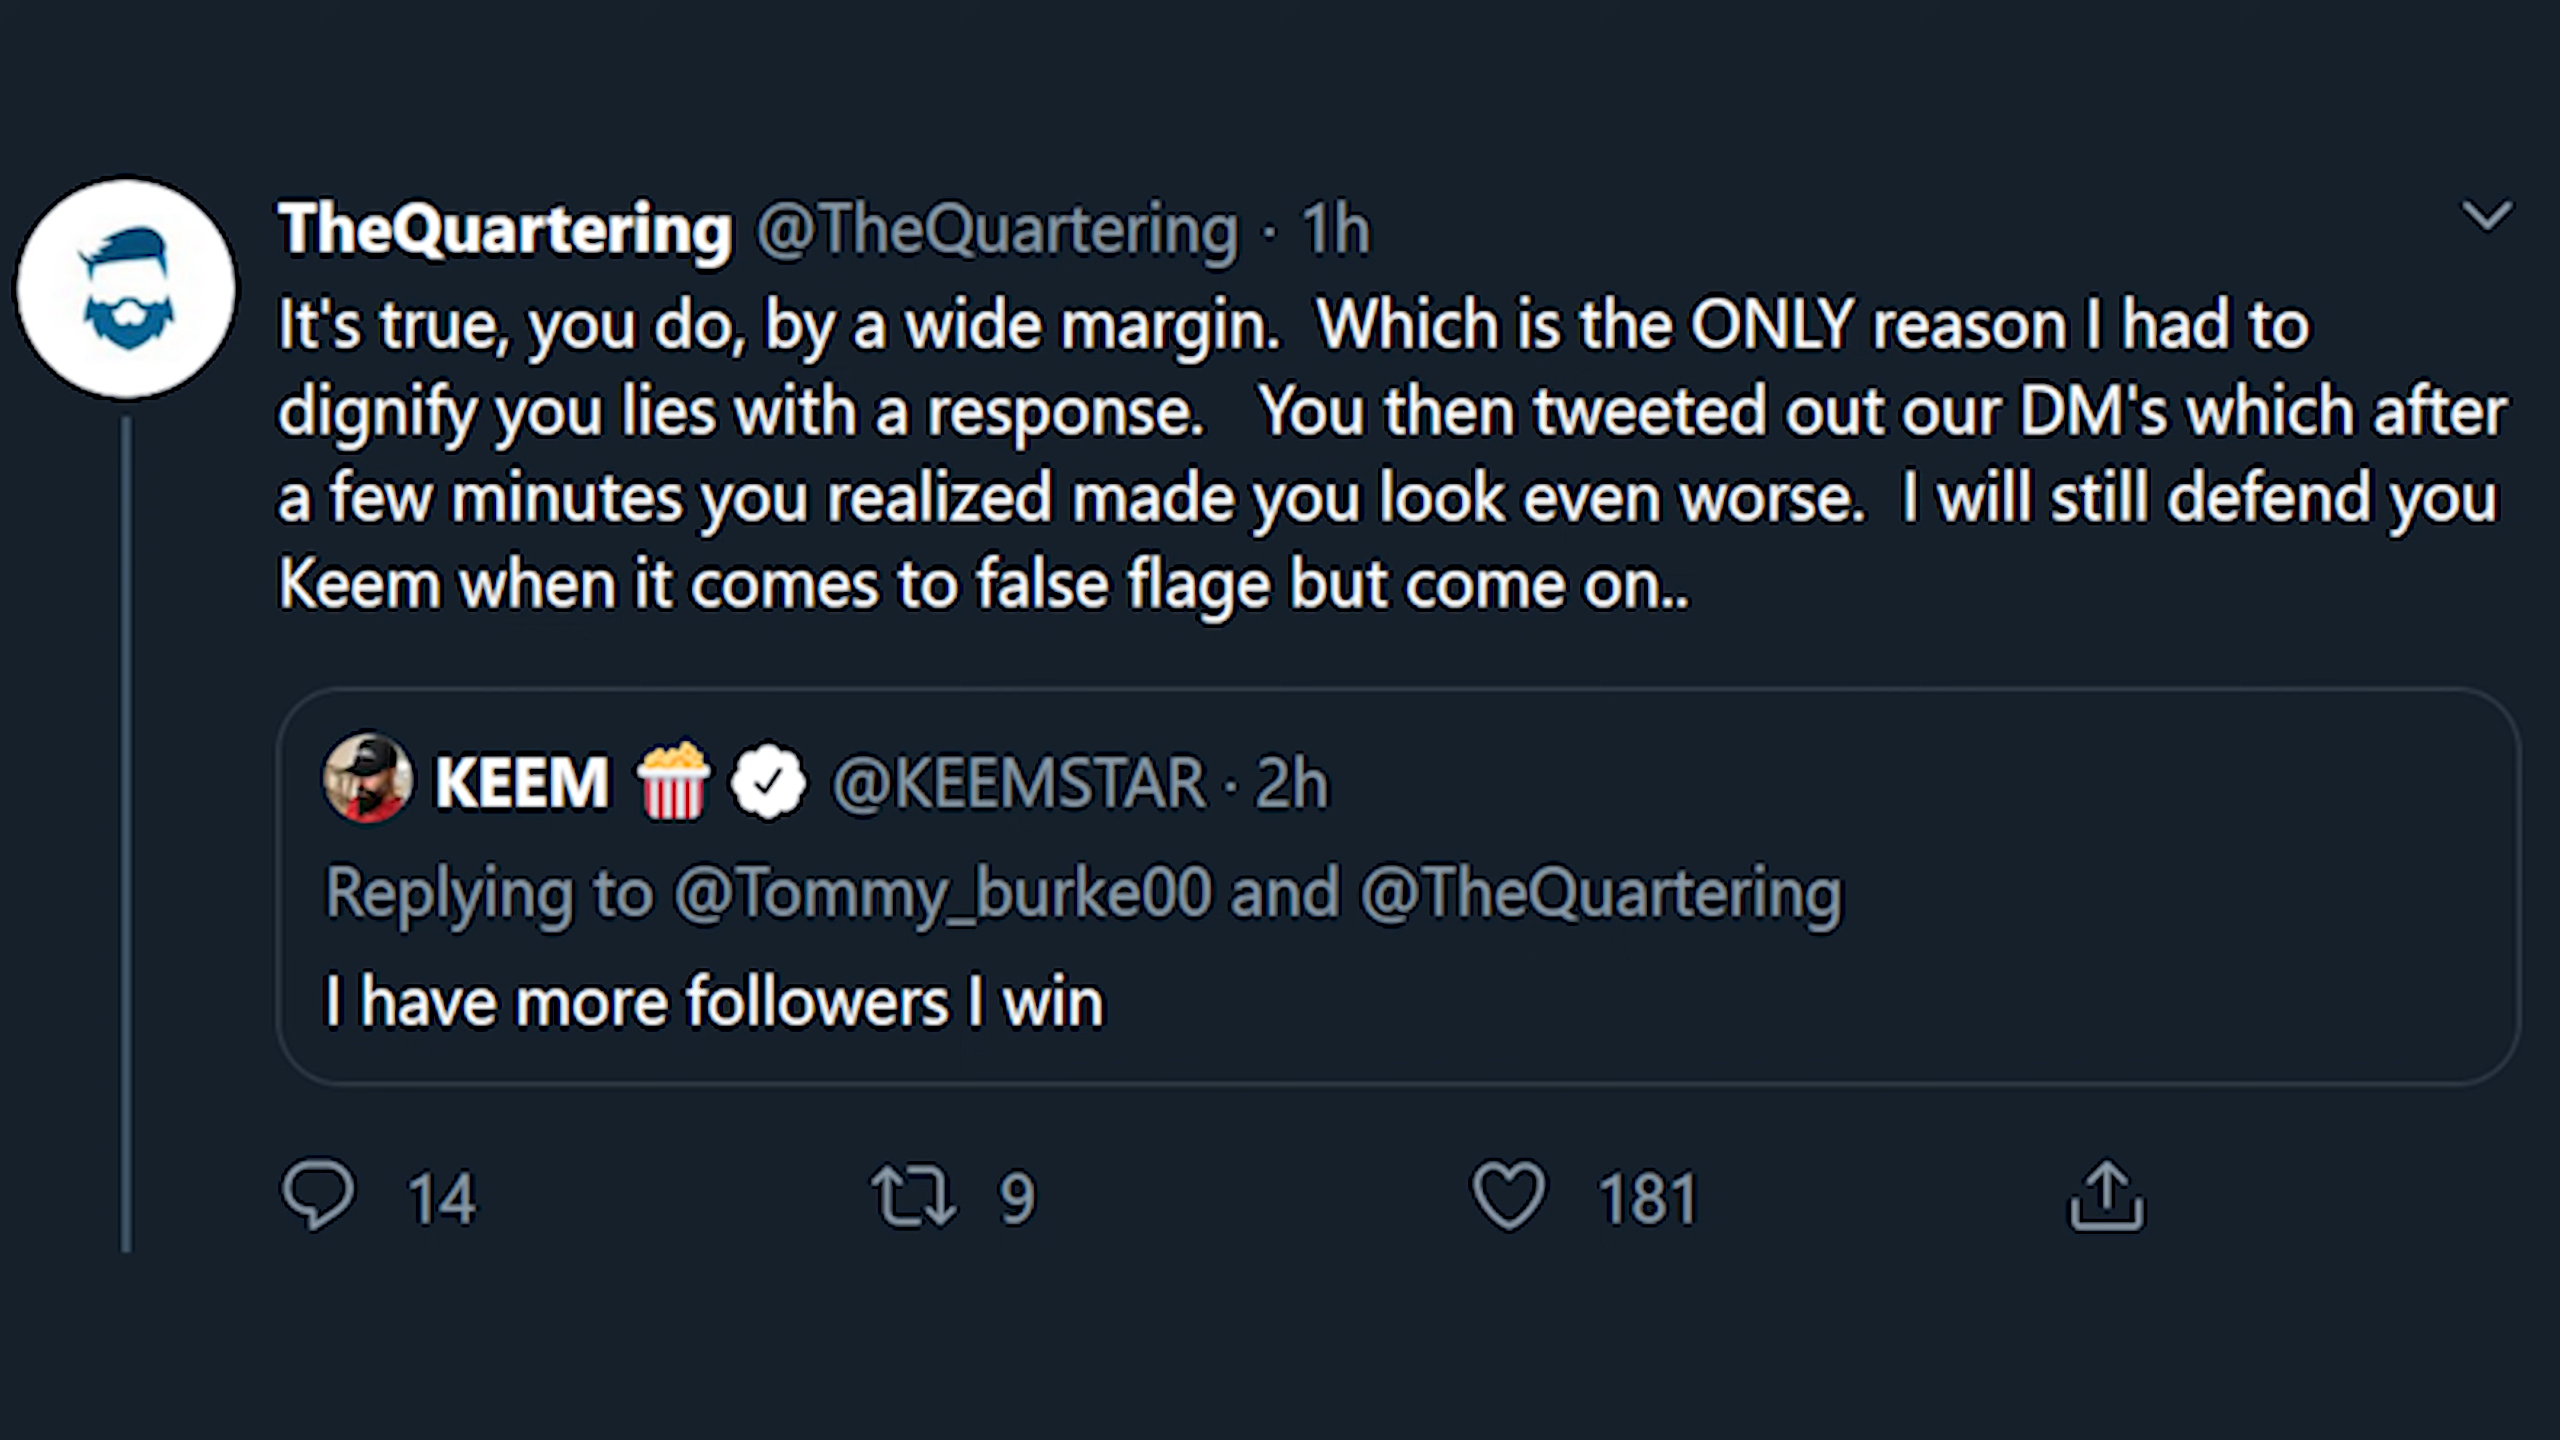 TheQuartering @TheQuartering · 1h
It's true, you do, by a wide margin.  Which is the ONLY reason I had to
dignify you lies with a response.   You then tweeted out our DM's which after
a few minutes you realized made you look even worse.  I will still defend you
Keem when it comes to false flage but come on..
KEEM 🍿 @KEEMSTAR · 2h
Replying to @Tommy_burke00 and @TheQuartering
I have more followers I win
14 9 181